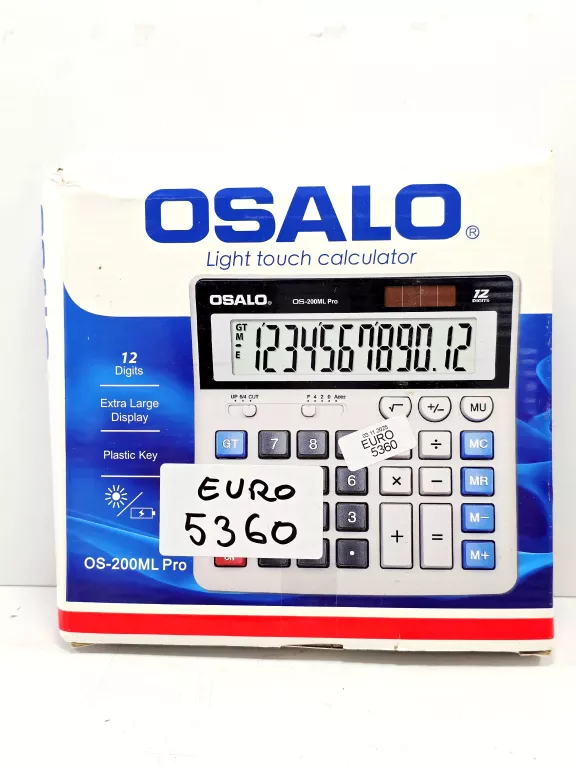 OSALO®
Light touch calculator
OSALO® OS-200ML Pro 12 DIGITS
GT
M
–
E
1234567890.12
12
Digits
Extra Large
Display
Plastic Key
OS-200ML Pro
UP 5/4 CUT F 4 2 0 ADD2
√ +/− MU
GT 7 8 ÷ MC
EURO
5360
6 × − MR
3 + = M−
ON • M+
EURO
5360
OSALO